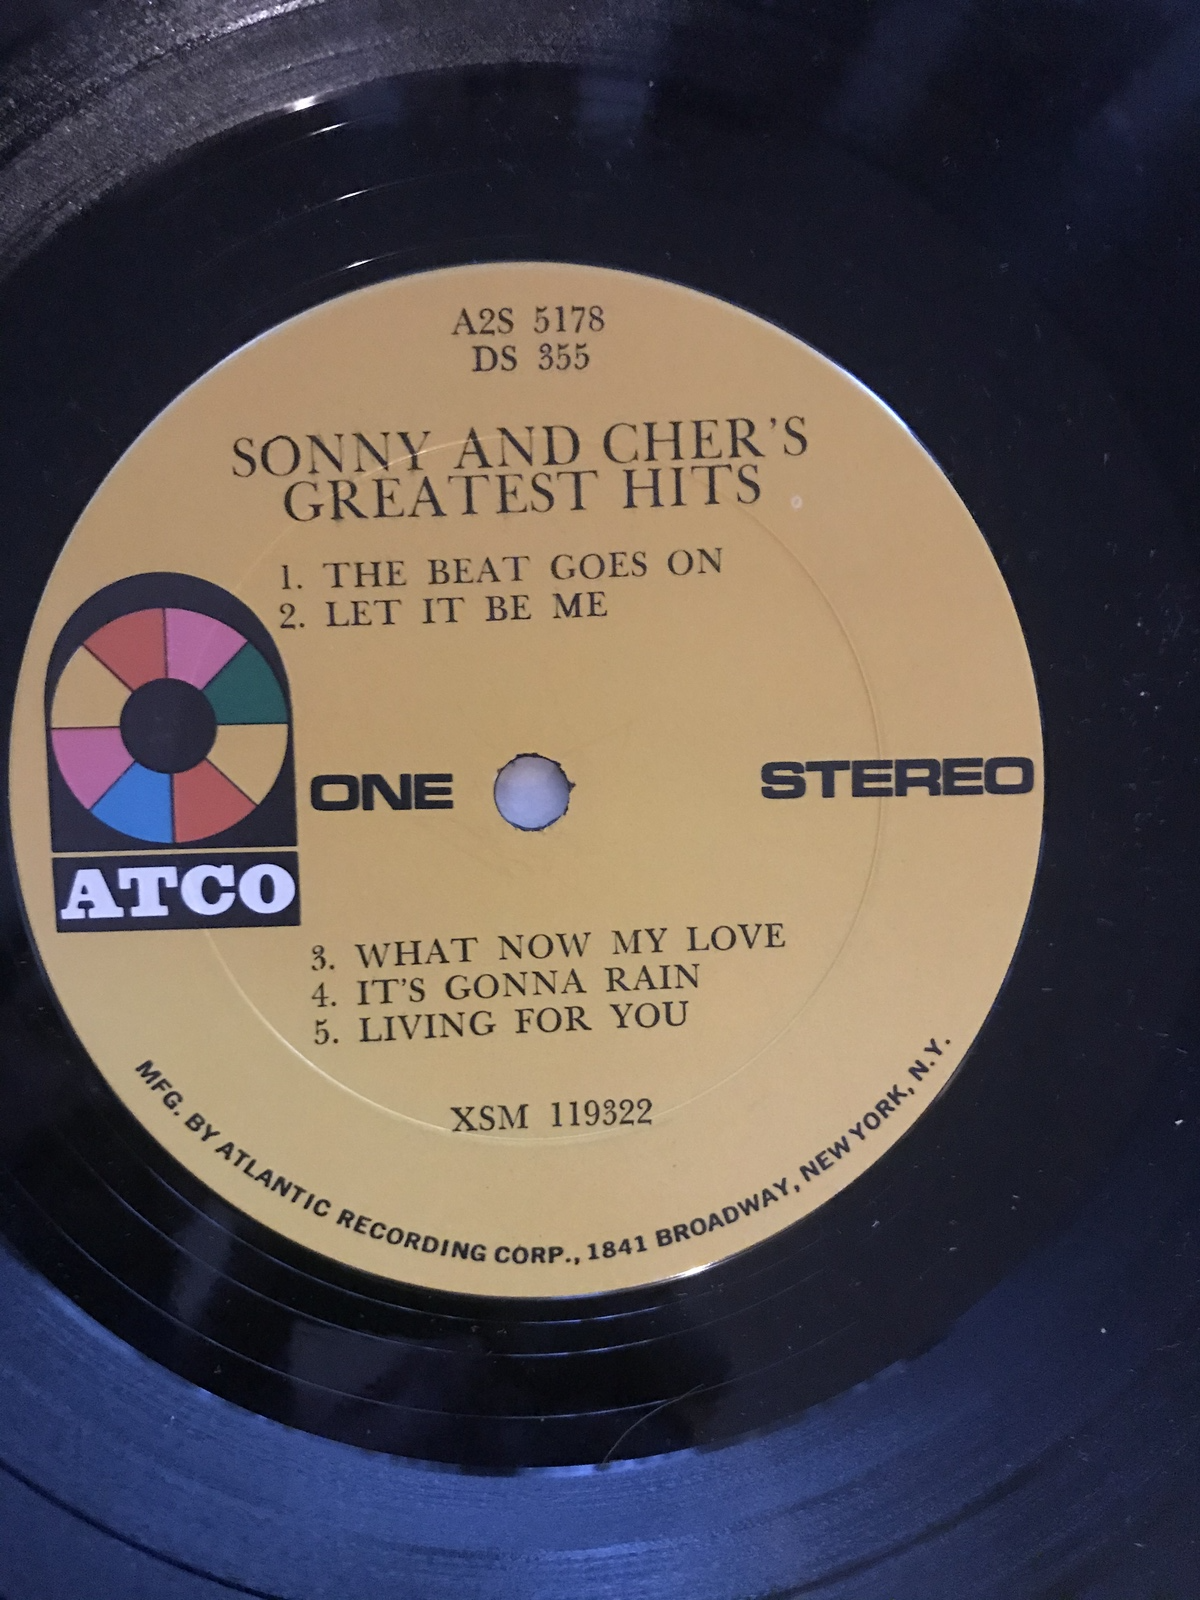 A2S 5178
DS 355
SONNY AND CHER'S
GREATEST HITS
1. THE BEAT GOES ON
2. LET IT BE ME
ONE
STEREO
ATCO
3. WHAT NOW MY LOVE
4. IT'S GONNA RAIN
5. LIVING FOR YOU
XSM 119322
MFG. BY ATLANTIC RECORDING CORP., 1841 BROADWAY, NEW YORK, N.Y.